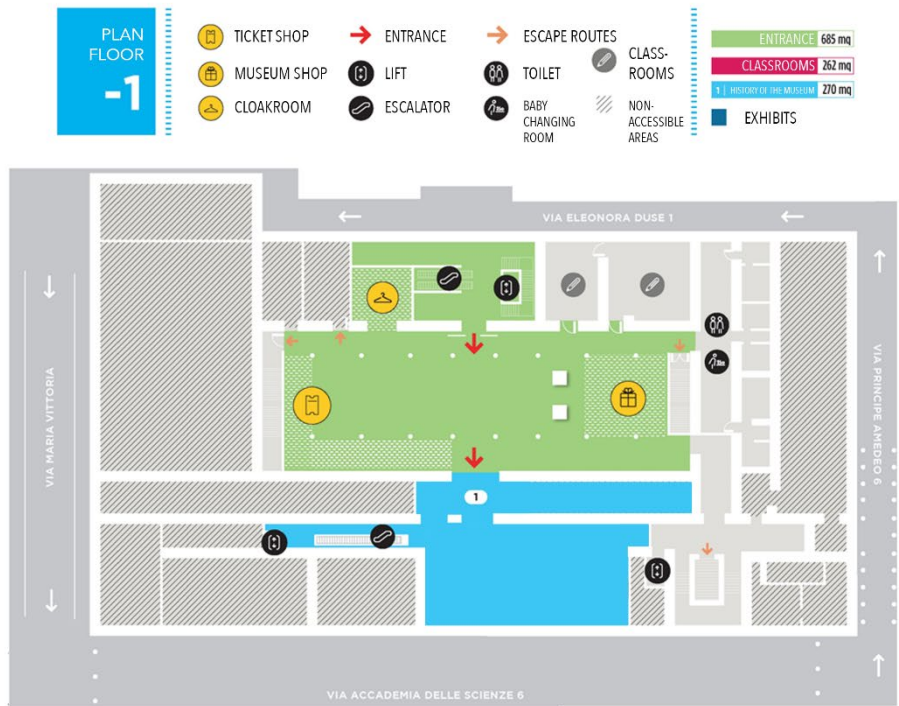 PLAN
FLOOR
-1
TICKET SHOP
MUSEUM SHOP
CLOAKROOM
ENTRANCE
LIFT
ESCALATOR
ESCAPE ROUTES
TOILET
BABY
CHANGING
ROOM
CLASS-
ROOMS
NON-
ACCESSIBLE
AREAS
ENTRANCE 685 mq
CLASSROOMS 262 mq
1 | HISTORY OF THE MUSEUM 270 mq
EXHIBITS
VIA ELEONORA DUSE 1
VIA MARIA VITTORIA
VIA PRINCIPE AMEDEO 6
1
VIA ACCADEMIA DELLE SCIENZE 6